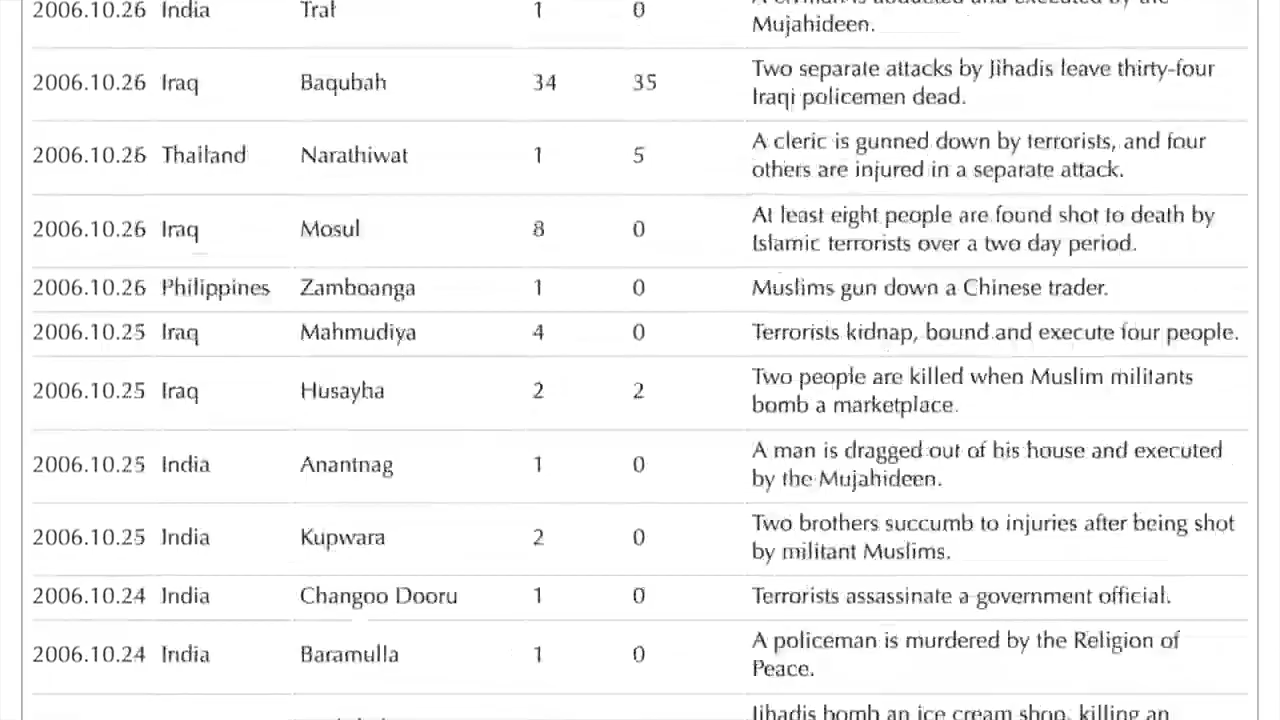 2006.10.26 India Tral 1 0 A civilian is abducted and executed by the
Mujahideen.
2006.10.26 Iraq Baqubah 34 35 Two separate attacks by Jihadis leave thirty-four
Iraqi policemen dead.
2006.10.26 Thailand Narathiwat 1 5 A cleric is gunned down by terrorists, and four
others are injured in a separate attack.
2006.10.26 Iraq Mosul 8 0 At least eight people are found shot to death by
Islamic terrorists over a two day period.
2006.10.26 Philippines Zamboanga 1 0 Muslims gun down a Chinese trader.
2006.10.25 Iraq Mahmudiya 4 0 Terrorists kidnap, bound and execute four people.
2006.10.25 Iraq Husayba 2 2 Two people are killed when Muslim militants
bomb a marketplace.
2006.10.25 India Anantnag 1 0 A man is dragged out of his house and executed
by the Mujahideen.
2006.10.25 India Kupwara 2 0 Two brothers succumb to injuries after being shot
by militant Muslims.
2006.10.24 India Changoo Dooru 1 0 Terrorists assassinate a government official.
2006.10.24 India Baramulla 1 0 A policeman is murdered by the Religion of
Peace.
Jihadis bomb an ice cream shop, killing an